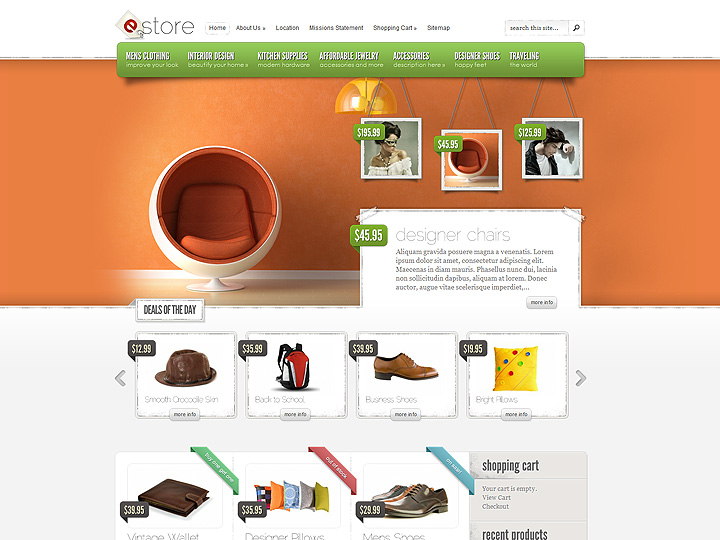 estore
Home About Us » Location Missions Statement Shopping Cart » Sitemap
search this site...
MENS CLOTHING
improve your look
INTERIOR DESIGN
beautify your home »
KITCHEN SUPPLIES
modern hardware
AFFORDABLE JEWELRY
accessories and more
ACCESSORIES
description here »
DESIGNER SHOES
happy feet
TRAVELING
the world
$195.99
$45.95
$125.99
$45.95
designer chairs
Aliquam gravida posuere magna a venenatis. Lorem
ipsum dolor sit amet, consectetur adipiscing elit.
Maecenas in diam mauris. Phasellus nunc dui, lacinia
non sollicitudin dapibus, aliquam at lorem. Donec
auctor, augue vitae scelerisque imperdiet,...
more info
DEALS OF THE DAY
$12.99
Smooth Crocodile Skin
more info
$35.99
Back to School
more info
$39.95
Business Shoes
more info
$19.95
Bright Pillows
more info
buy one get one
$39.95
Vintage Wallet
out of stock
$35.95
Designer Pillows
on sale!
$29.99
Mens Shoes
shopping cart
Your cart is empty.
View Cart
Checkout
recent products